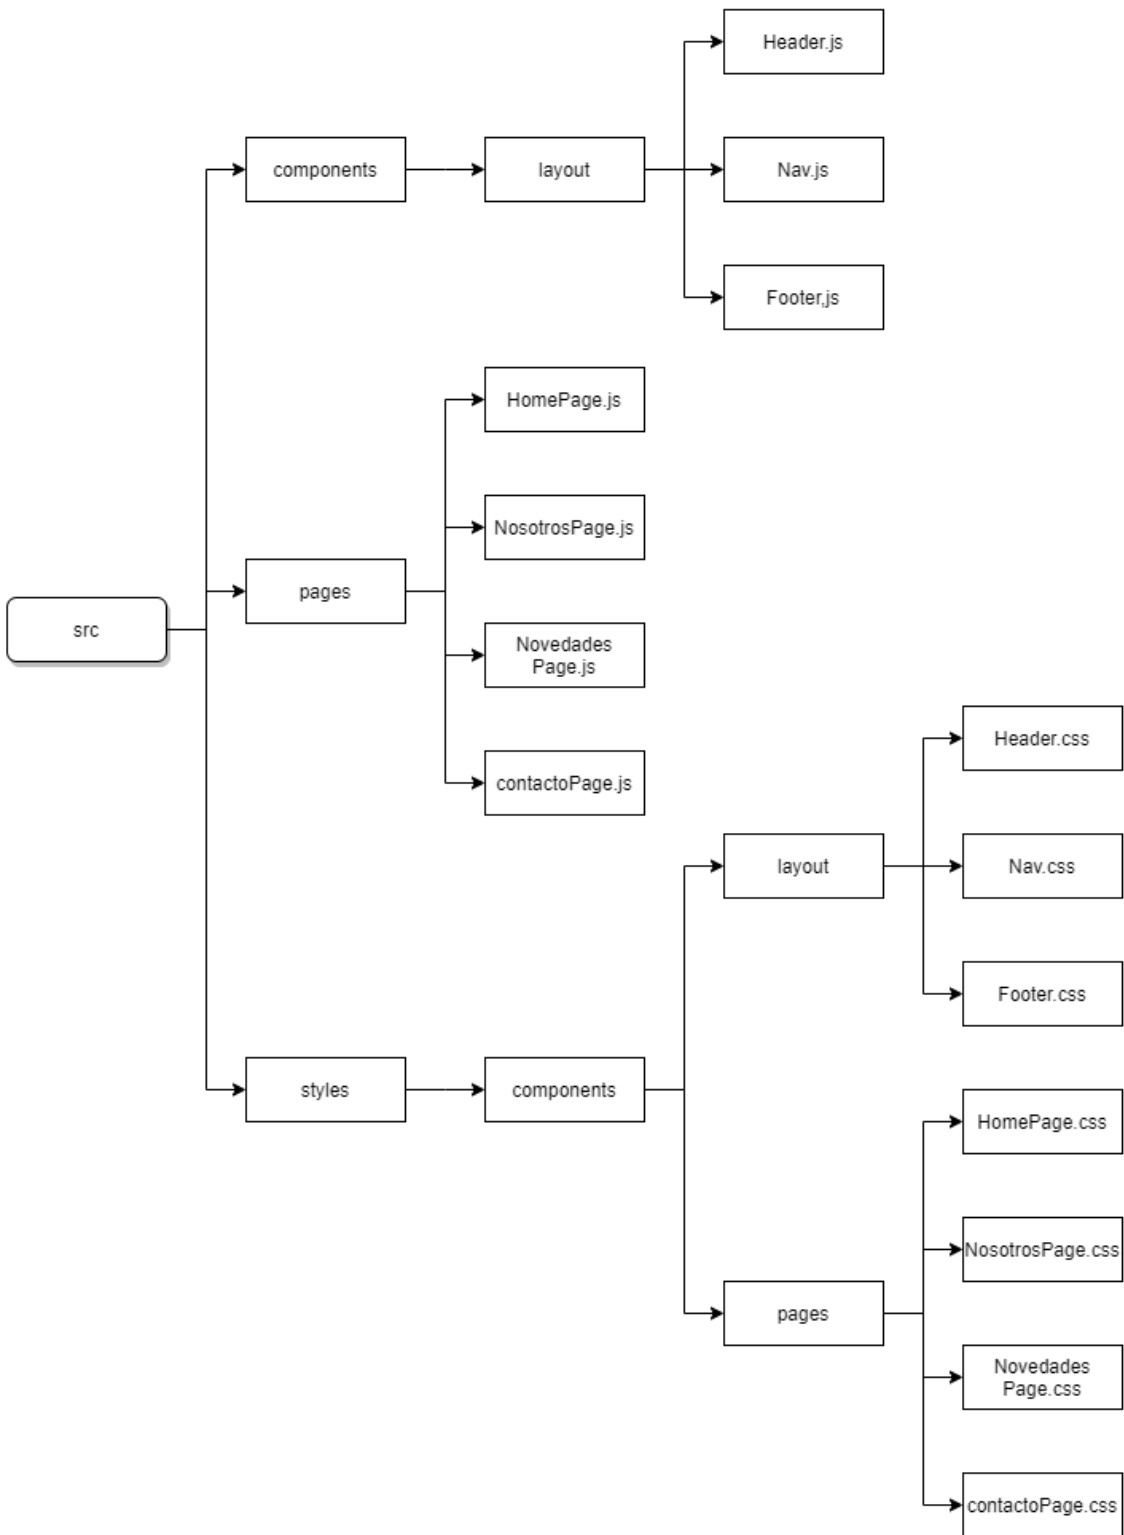 Header.js
components
layout
Nav.js
Footer,js
HomePage.js
NosotrosPage.js
pages
src
Novedades
Page.js
contactoPage.js
Header.css
layout
Nav.css
Footer.css
styles
components
HomePage.css
NosotrosPage.css
pages
Novedades
Page.css
contactoPage.css